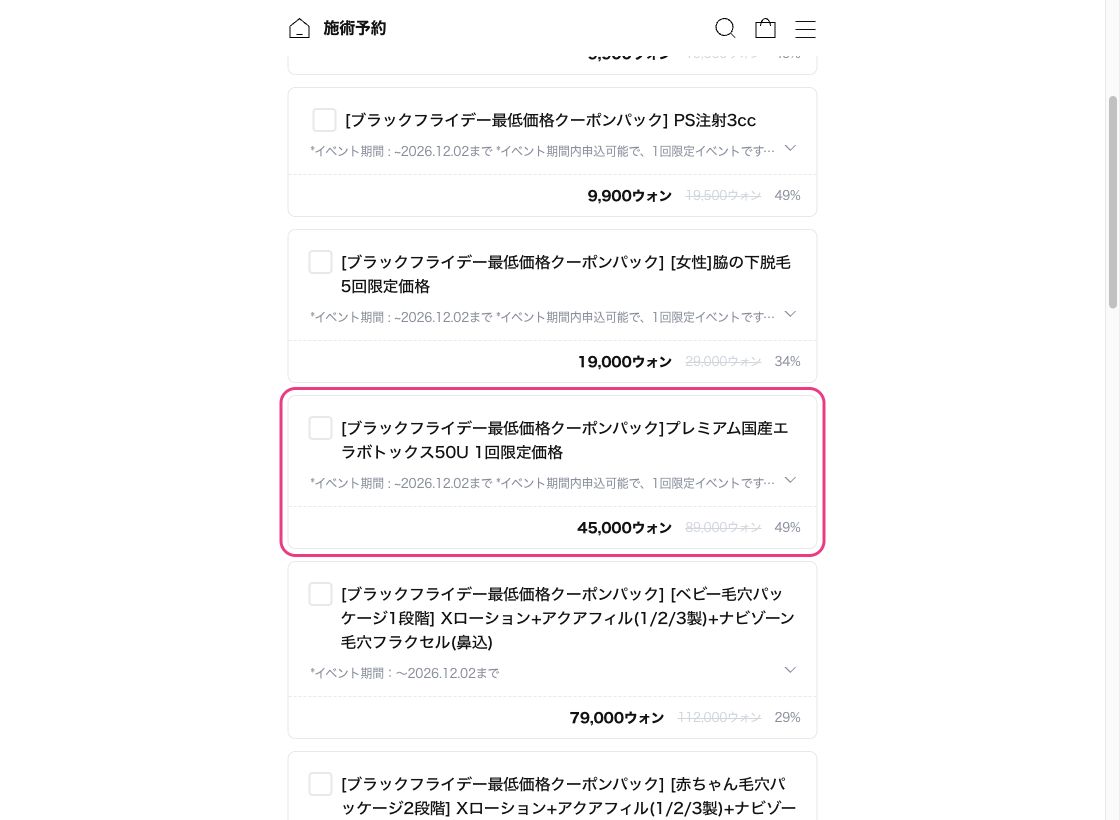 施術予約
[ブラックフライデー最低価格クーポンパック] PS注射3cc
*イベント期間 : ~2026.12.02まで *イベント期間内申込可能で、1回限定イベントです…
9,900ウォン 19,500ウォン 49%
[ブラックフライデー最低価格クーポンパック] [女性]脇の下脱毛
5回限定価格
*イベント期間 : ~2026.12.02まで *イベント期間内申込可能で、1回限定イベントです…
19,000ウォン 29,000ウォン 34%
[ブラックフライデー最低価格クーポンパック]プレミアム国産エ
ラボトックス50U 1回限定価格
*イベント期間 : ~2026.12.02まで *イベント期間内申込可能で、1回限定イベントです…
45,000ウォン 89,000ウォン 49%
[ブラックフライデー最低価格クーポンパック] [ベビー毛穴パッ
ケージ1段階] Xローション+アクアフィル(1/2/3製)+ナビゾーン
毛穴フラクセル(鼻込)
*イベント期間：～2026.12.02まで
79,000ウォン 112,000ウォン 29%
[ブラックフライデー最低価格クーポンパック] [赤ちゃん毛穴パ
ッケージ2段階] Xローション+アクアフィル(1/2/3製)+ナビゾー